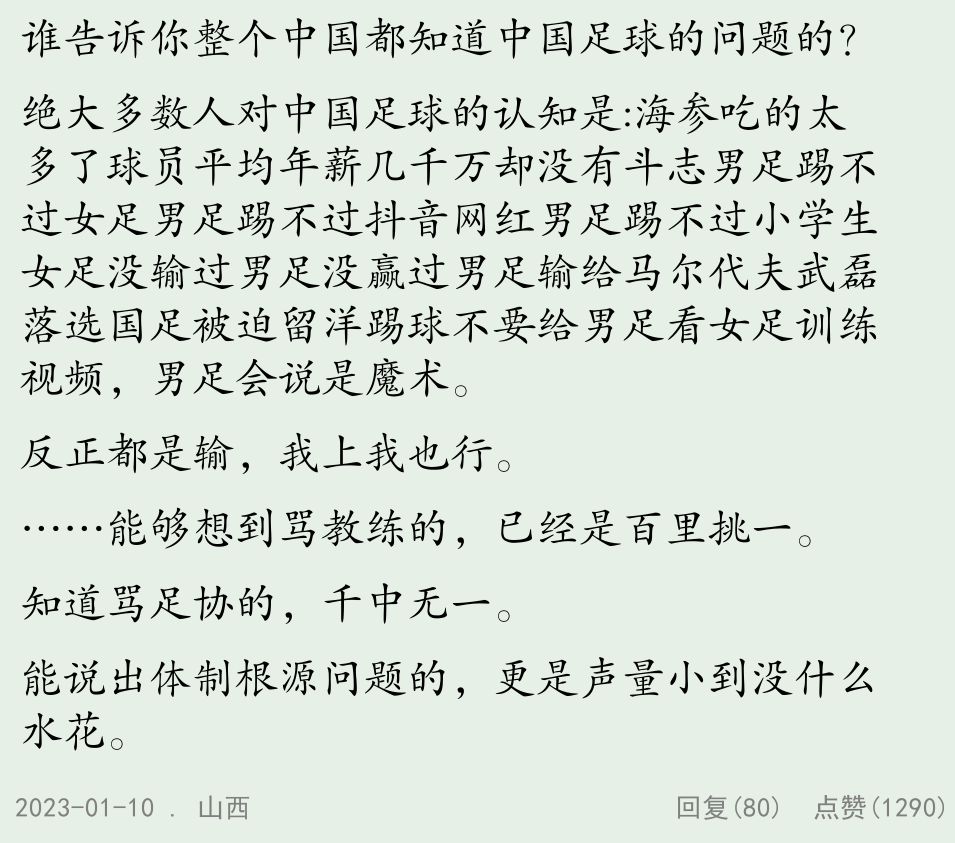 谁告诉你整个中国都知道中国足球的问题的？
绝大多数人对中国足球的认知是:海参吃的太
多了球员平均年薪几千万却没有斗志男足踢不
过女足男足踢不过抖音网红男足踢不过小学生
女足没输过男足没赢过男足输给马尔代夫武磊
落选国足被迫留洋踢球不要给男足看女足训练
视频，男足会说是魔术。
反正都是输，我上我也行。
……能够想到骂教练的，已经是百里挑一。
知道骂足协的，千中无一。
能说出体制根源问题的，更是声量小到没什么
水花。
2023-01-10 . 山西 回复(80) 点赞(1290)